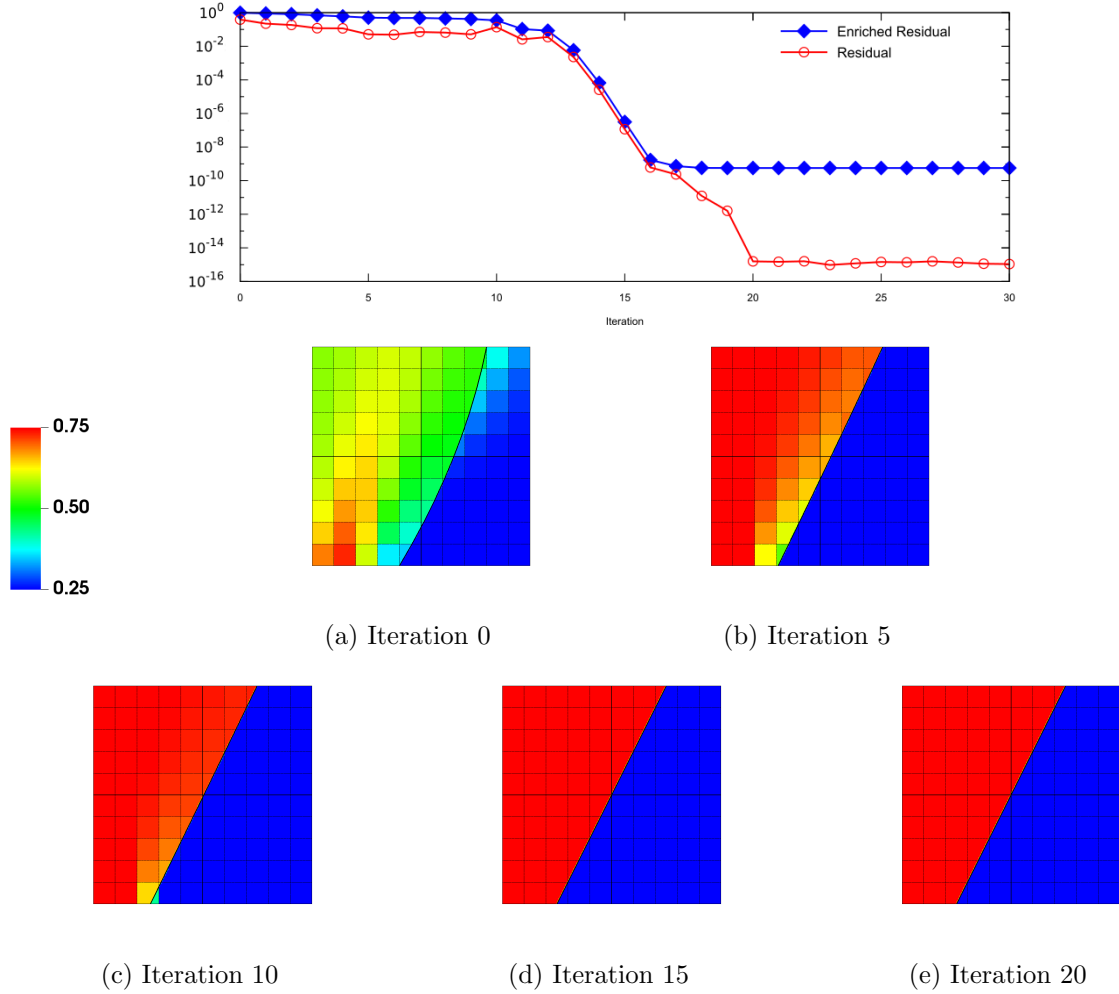 10^0
10^-2
10^-4
10^-6
10^-8
10^-10
10^-12
10^-14
10^-16
Enriched Residual
Residual
0 5 10 15 20 25 30
Iteration
0.75
0.50
0.25
(a) Iteration 0
(b) Iteration 5
(c) Iteration 10
(d) Iteration 15
(e) Iteration 20